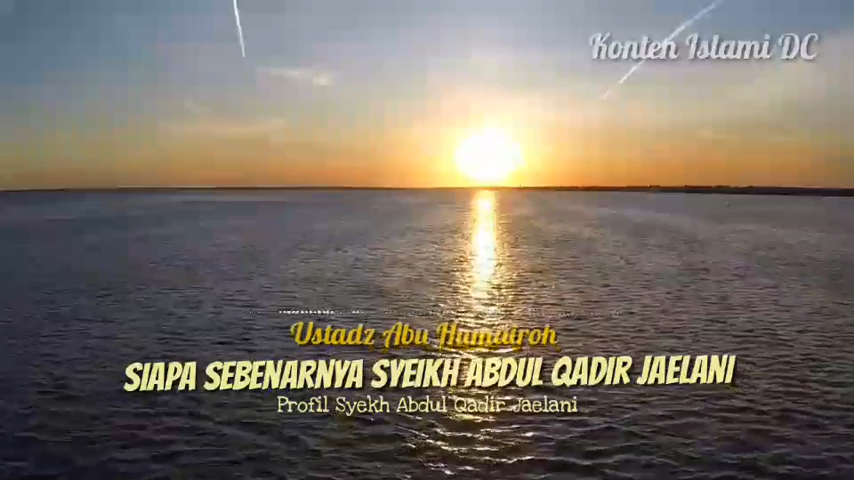 Konten Islami DC
Ustadz Abu Humairoh
SIAPA SEBENARNYA SYEIKH ABDUL QADIR JAELANI
Profil Syekh Abdul Qadir Jaelani